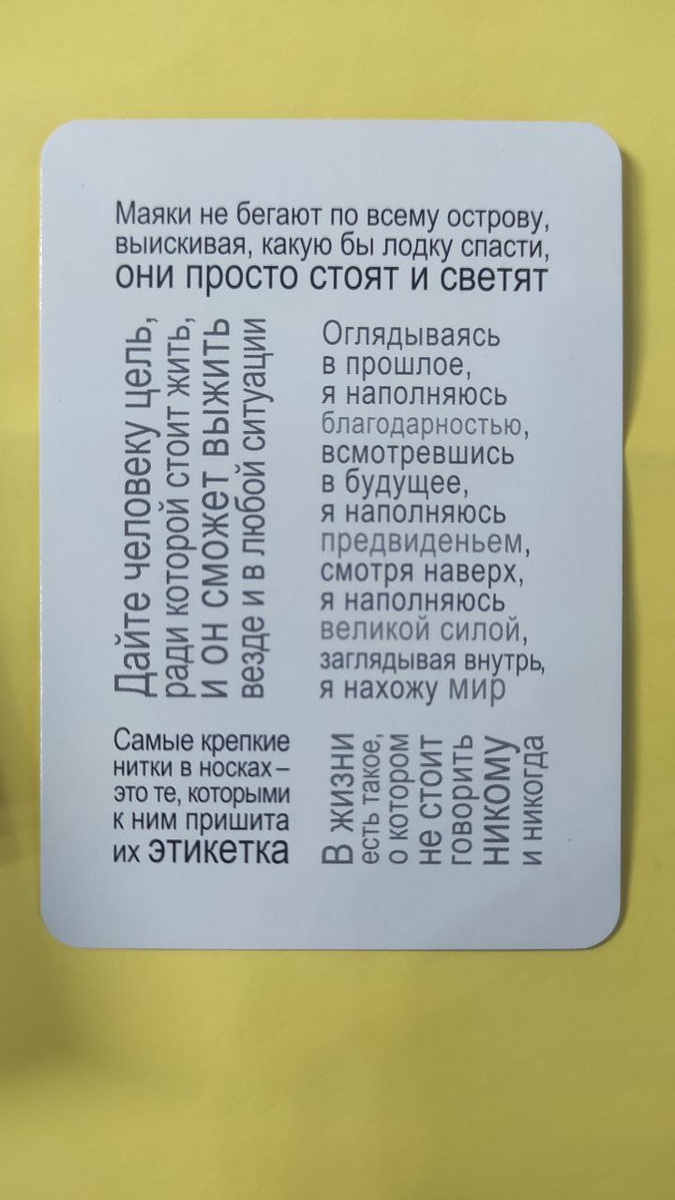 Маяки не бегают по всему острову,
выискивая, какую бы лодку спасти,
они просто стоят и светят
Дайте человеку цель,
ради которой стоит жить,
и он сможет выжить
везде и в любой ситуации
Оглядываясь
в прошлое,
я наполняюсь
благодарностью,
всмотревшись
в будущее,
я наполняюсь
предвиденьем,
смотря наверх,
я наполняюсь
великой силой,
заглядывая внутрь,
я нахожу мир
Самые крепкие
нитки в носках –
это те, которыми
к ним пришита
их этикетка
В жизни
есть такое,
о котором
не стоит
говорить
никому
и никогда